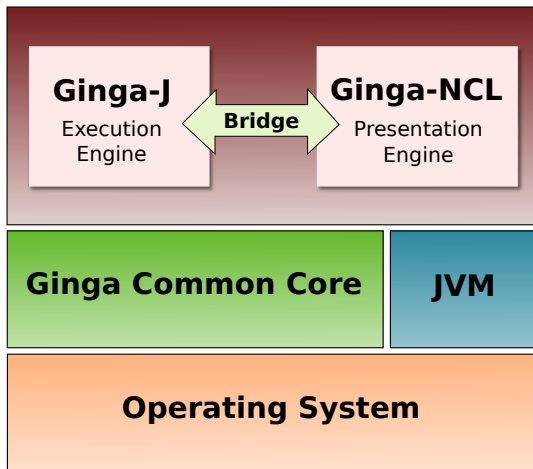 Ginga-J
Execution
Engine
Bridge
Ginga-NCL
Presentation
Engine
Ginga Common Core
JVM
Operating System